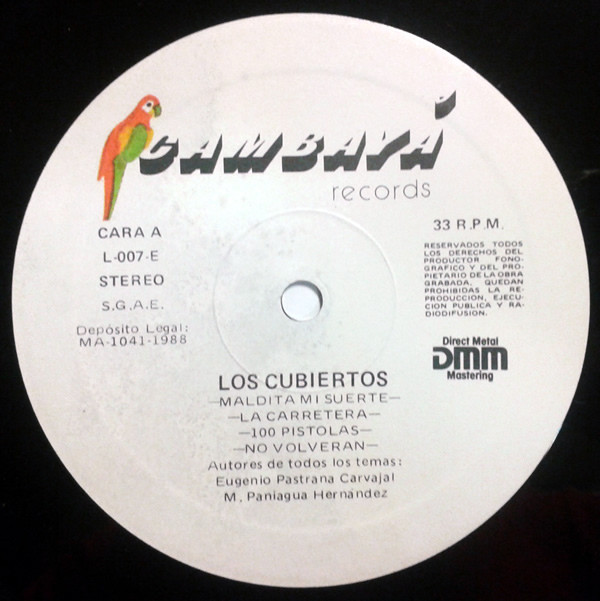 CAMBAYÁ
records
CARA A
L-007-E
STEREO
S.G.A.E.
Depósito Legal:
MA-1041-1988
33 R.P.M.
RESERVADOS TODOS
LOS DERECHOS DEL
PRODUCTOR FONO-
GRAFICO Y DEL PRO-
PIETARIO DE LA OBRA
GRABADA, QUEDAN
PROHIBIDAS LA RE-
PRODUCCION, EJECU-
CION PUBLICA Y RA-
DIODIFUSION.
Direct Metal
DMM
Mastering
LOS CUBIERTOS
—MALDITA MI SUERTE—
—LA CARRETERA—
—100 PISTOLAS—
—NO VOLVERAN—
Autores de todos los temas:
Eugenio Pastrana Carvajal
M. Paniagua Hernández